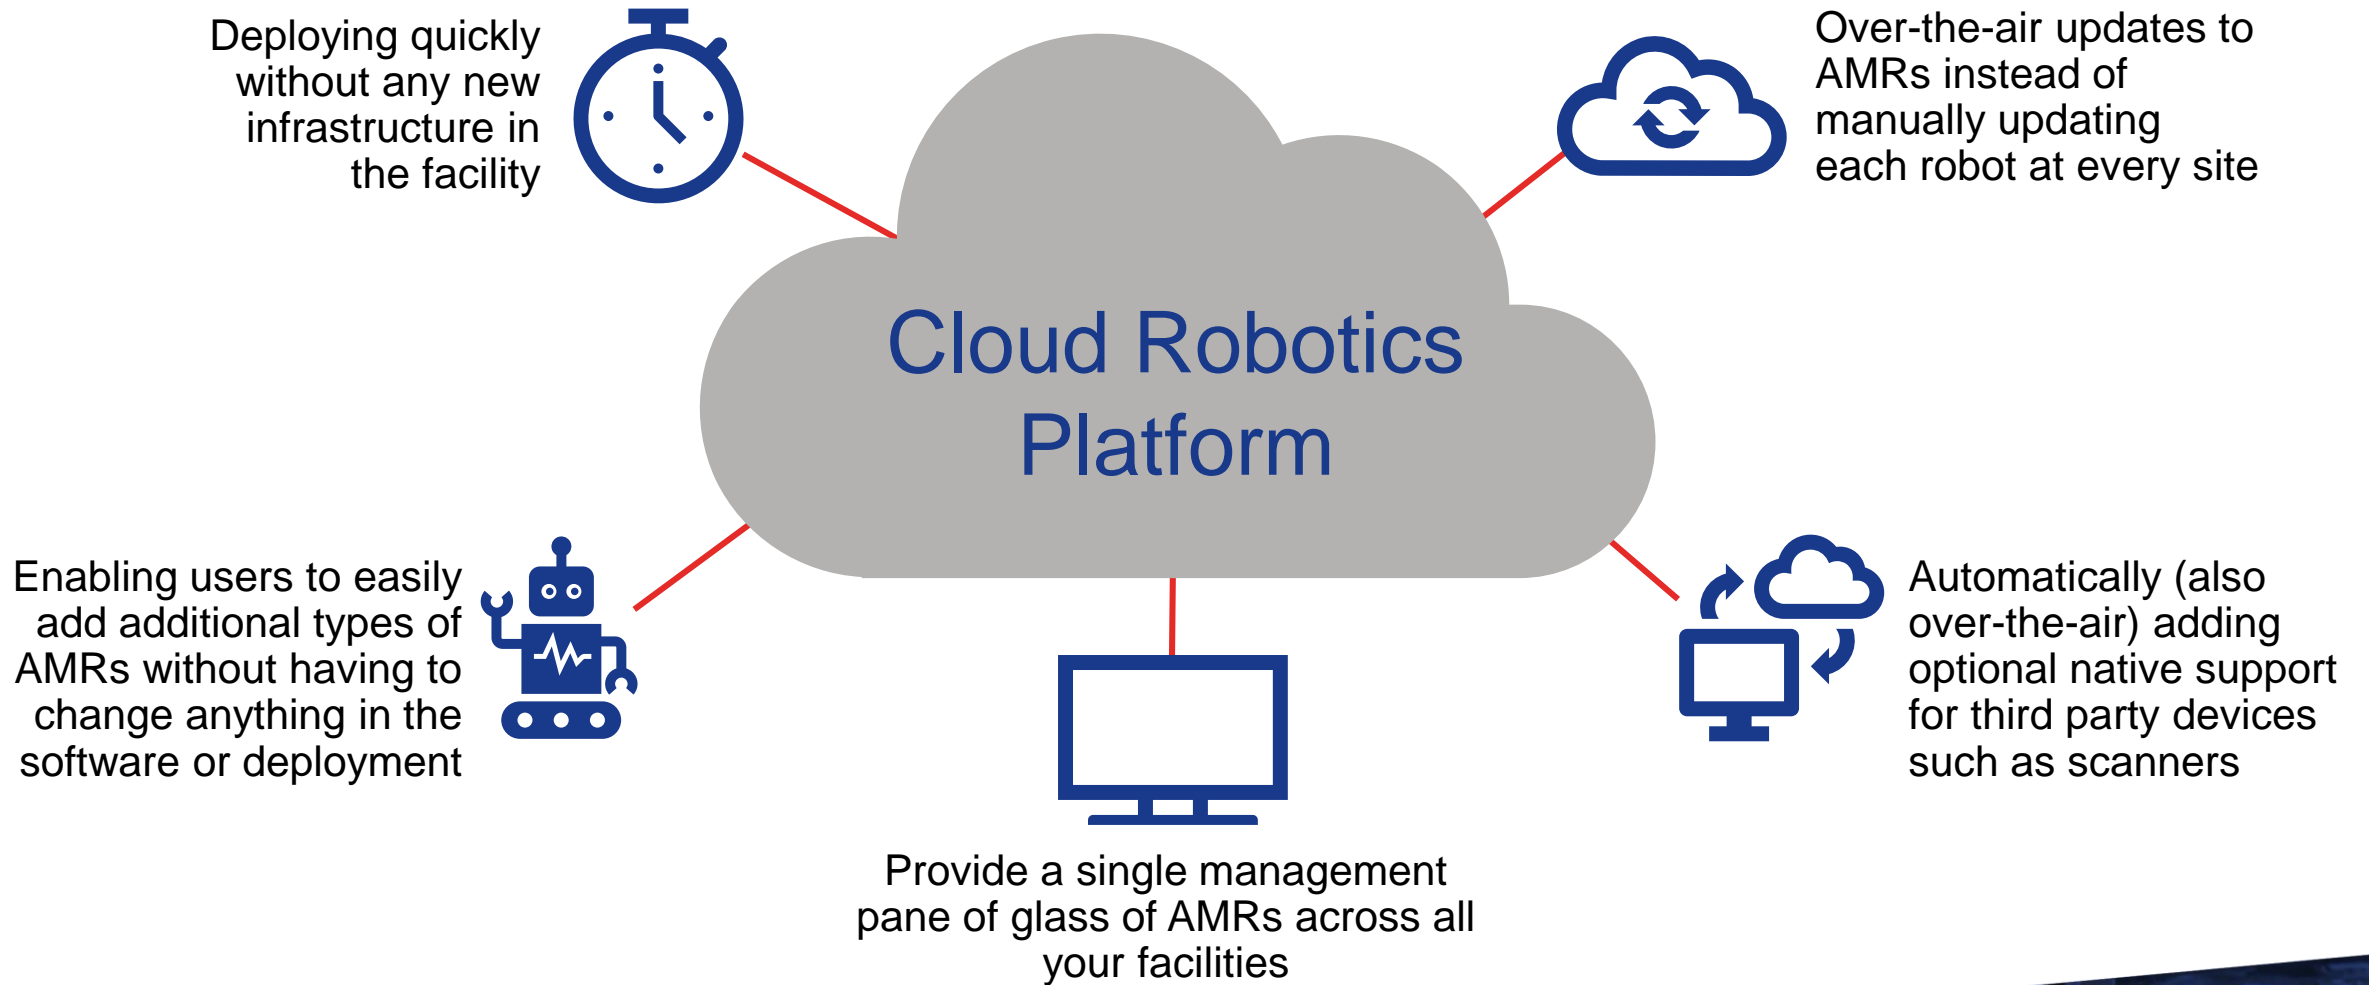 Deploying quickly
without any new
infrastructure in
the facility
Over-the-air updates to
AMRs instead of
manually updating
each robot at every site
Cloud Robotics
Platform
Enabling users to easily
add additional types of
AMRs without having to
change anything in the
software or deployment
Automatically (also
over-the-air) adding
optional native support
for third party devices
such as scanners
Provide a single management
pane of glass of AMRs across all
your facilities